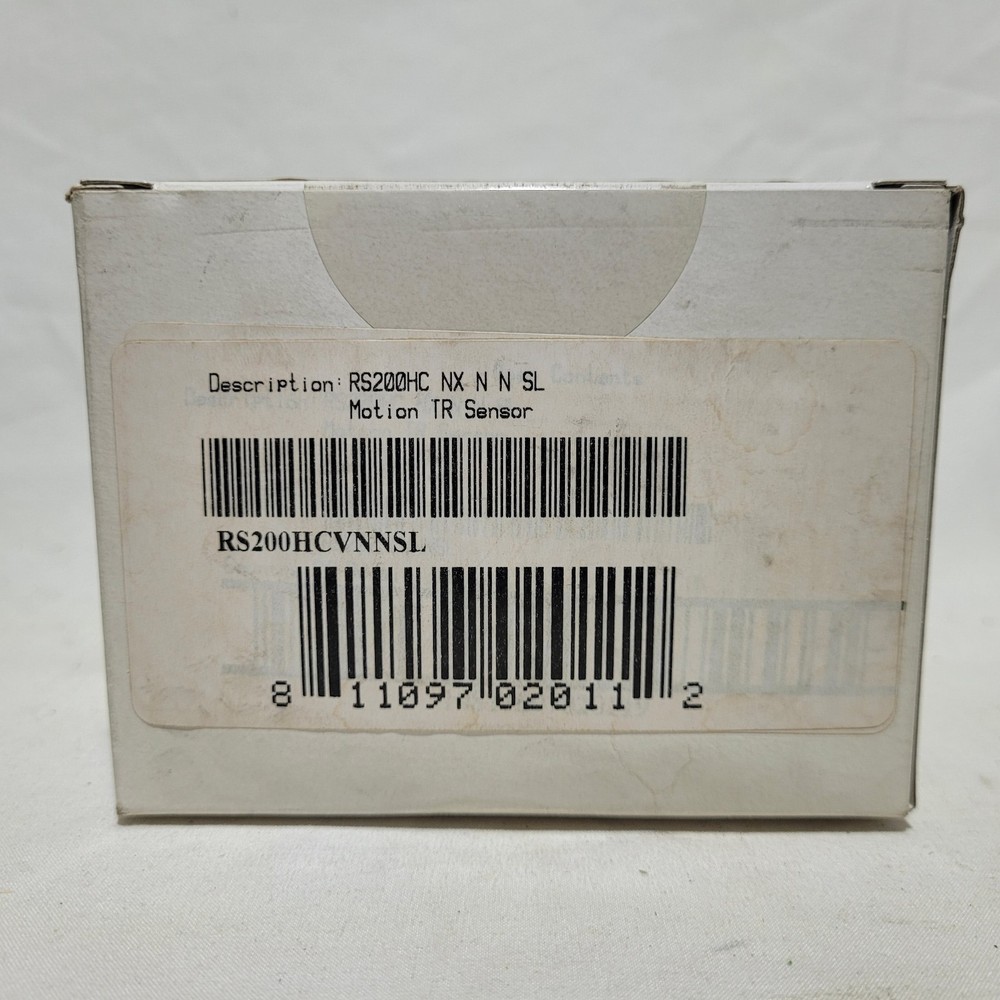 Description: RS200HC NX N N SL
Motion TR Sensor
RS200HCVNNSL
8 11097 02011 2